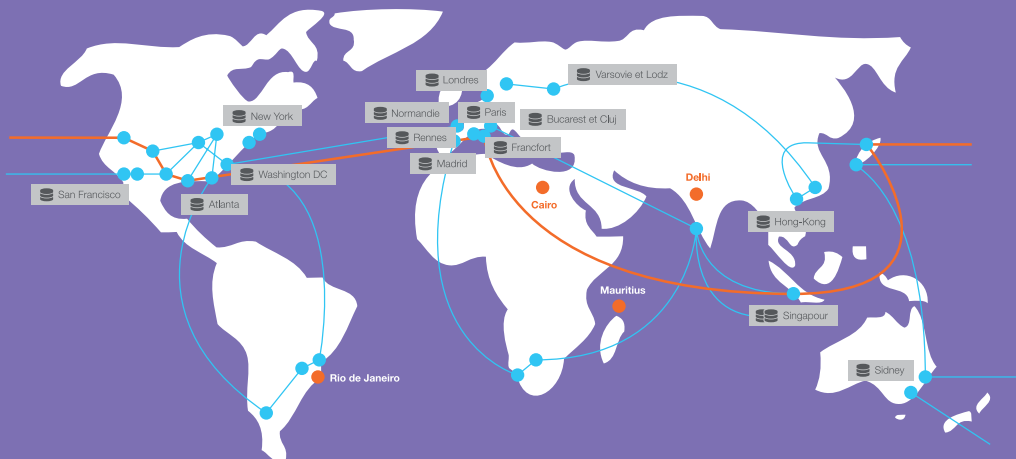 Londres
Varsovie et Lodz
New York
Normandie
Paris
Bucarest et Cluj
Rennes
Francfort
Madrid
Washington DC
San Francisco
Atlanta
Delhi
Cairo
Hong-Kong
Mauritius
Singapour
Sidney
Rio de Janeiro